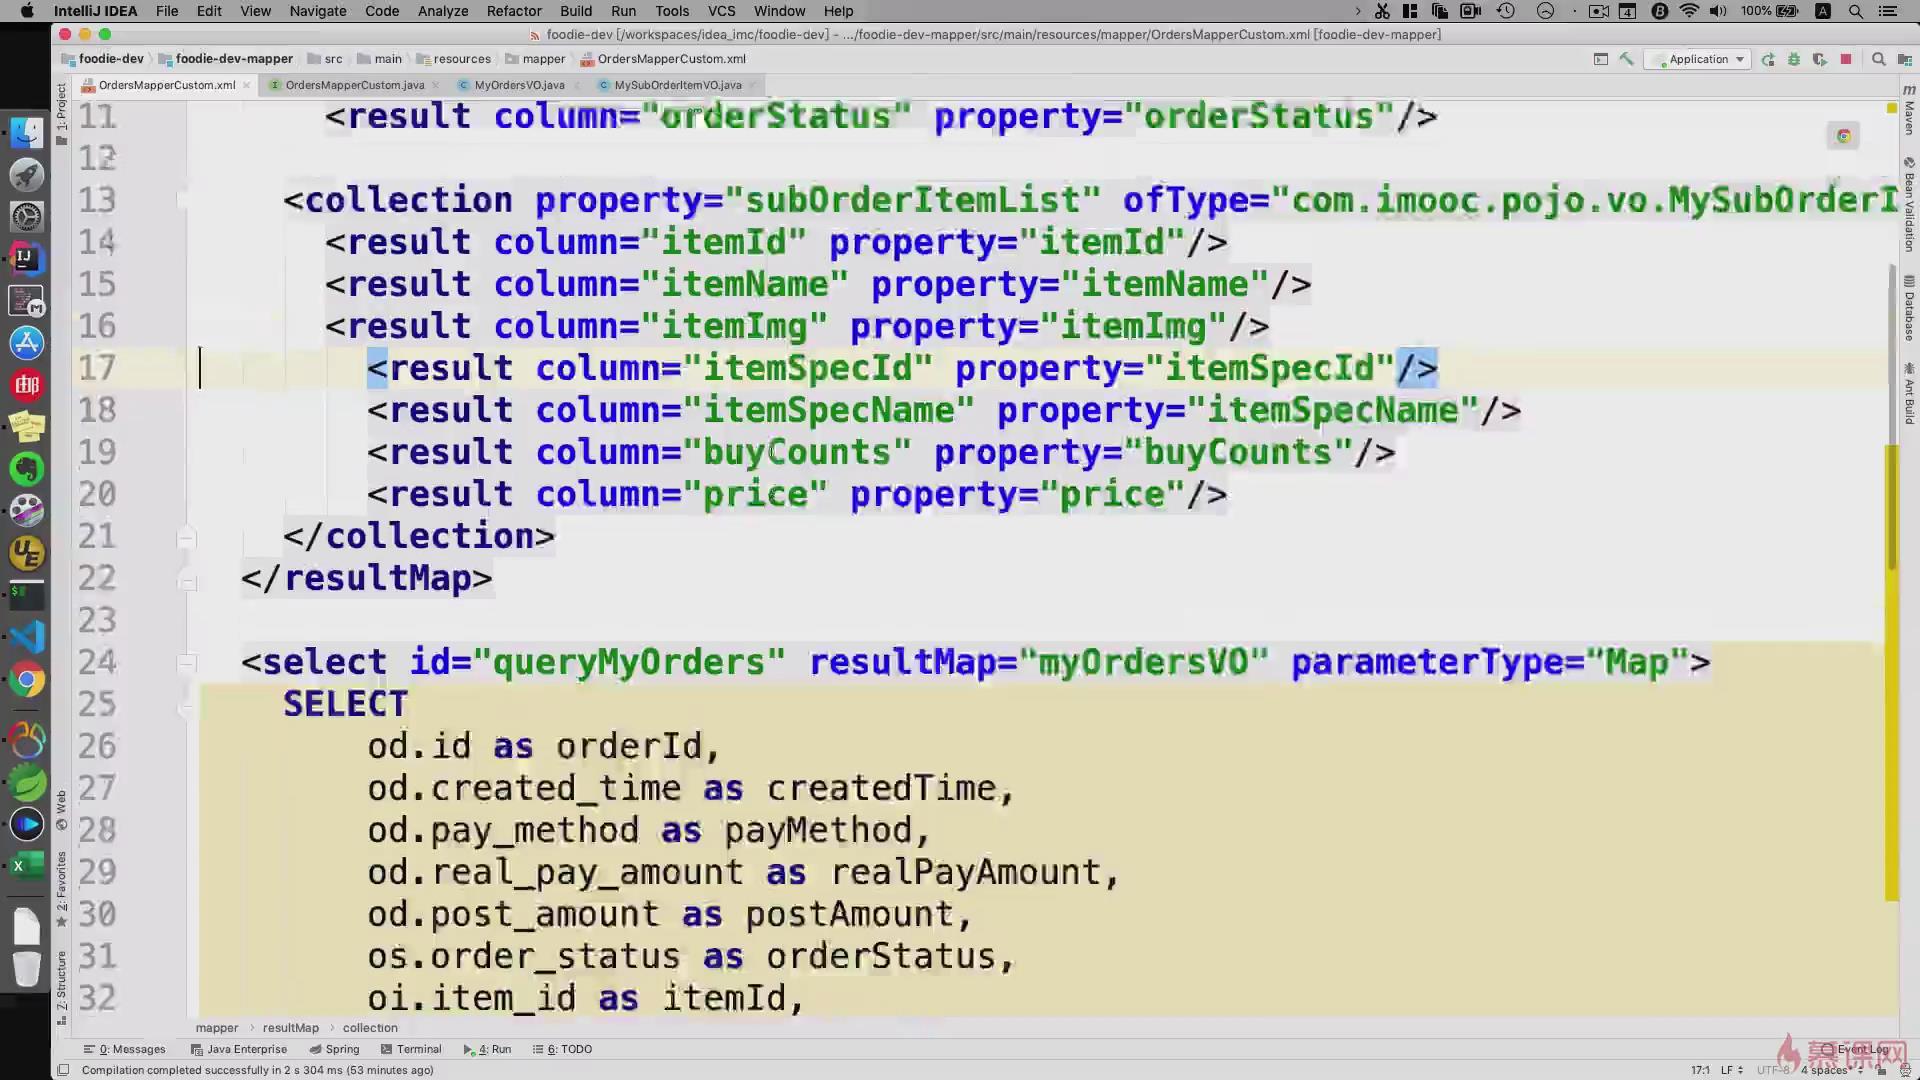 IntelliJ IDEA File Edit View Navigate Code Analyze Refactor Build Run Tools VCS Window Help 100%
foodie-dev [/workspaces/idea_imc/foodie-dev] - .../foodie-dev-mapper/src/main/resources/mapper/OrdersMapperCustom.xml [foodie-dev-mapper]
foodie-dev foodie-dev-mapper src main resources mapper OrdersMapperCustom.xml Application
OrdersMapperCustom.xml OrdersMapperCustom.java MyOrdersVO.java MySubOrderItemVO.java
1: Project
Maven
Bean Validation
Database
Ant Build
11 <result column="orderStatus" property="orderStatus"/>
12
13 <collection property="subOrderItemList" ofType="com.imooc.pojo.vo.MySubOrderI
14 <result column="itemId" property="itemId"/>
15 <result column="itemName" property="itemName"/>
16 <result column="itemImg" property="itemImg"/>
17 <result column="itemSpecId" property="itemSpecId"/>
18 <result column="itemSpecName" property="itemSpecName"/>
19 <result column="buyCounts" property="buyCounts"/>
20 <result column="price" property="price"/>
21 </collection>
22 </resultMap>
23
24 <select id="queryMyOrders" resultMap="myOrdersVO" parameterType="Map">
25 SELECT
26 od.id as orderId,
27 od.created_time as createdTime,
28 od.pay_method as payMethod,
29 od.real_pay_amount as realPayAmount,
30 od.post_amount as postAmount,
31 os.order_status as orderStatus,
32 oi.item_id as itemId,
Web
2: Favorites
7: Structure
mapper › resultMap › collection
0: Messages Java Enterprise Spring Terminal 4: Run 6: TODO Event Log
Compilation completed successfully in 2 s 304 ms (53 minutes ago) 17:1 LF UTF-8 4 spaces
慕课网